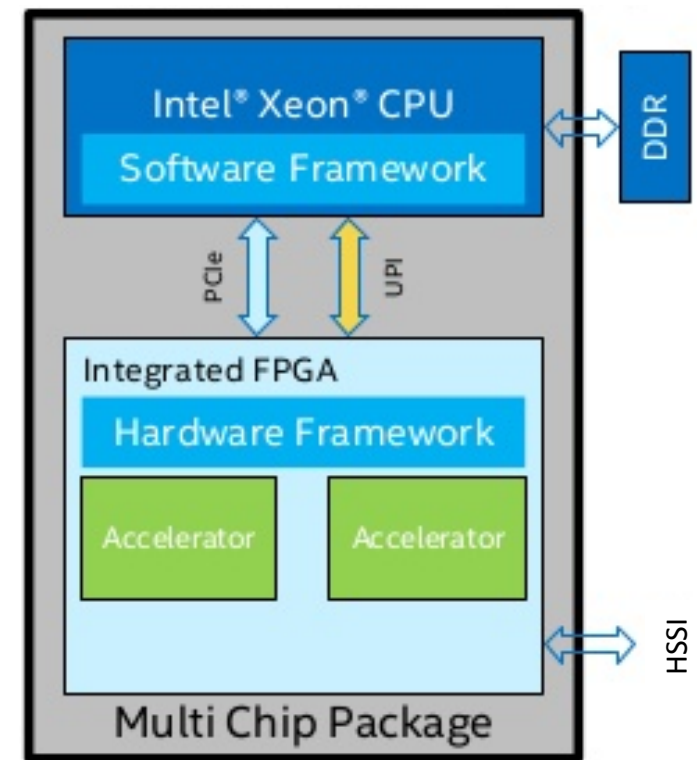 Intel® Xeon® CPU
Software Framework
DDR
PCIe
UPI
Integrated FPGA
Hardware Framework
Accelerator
Accelerator
HSSI
Multi Chip Package